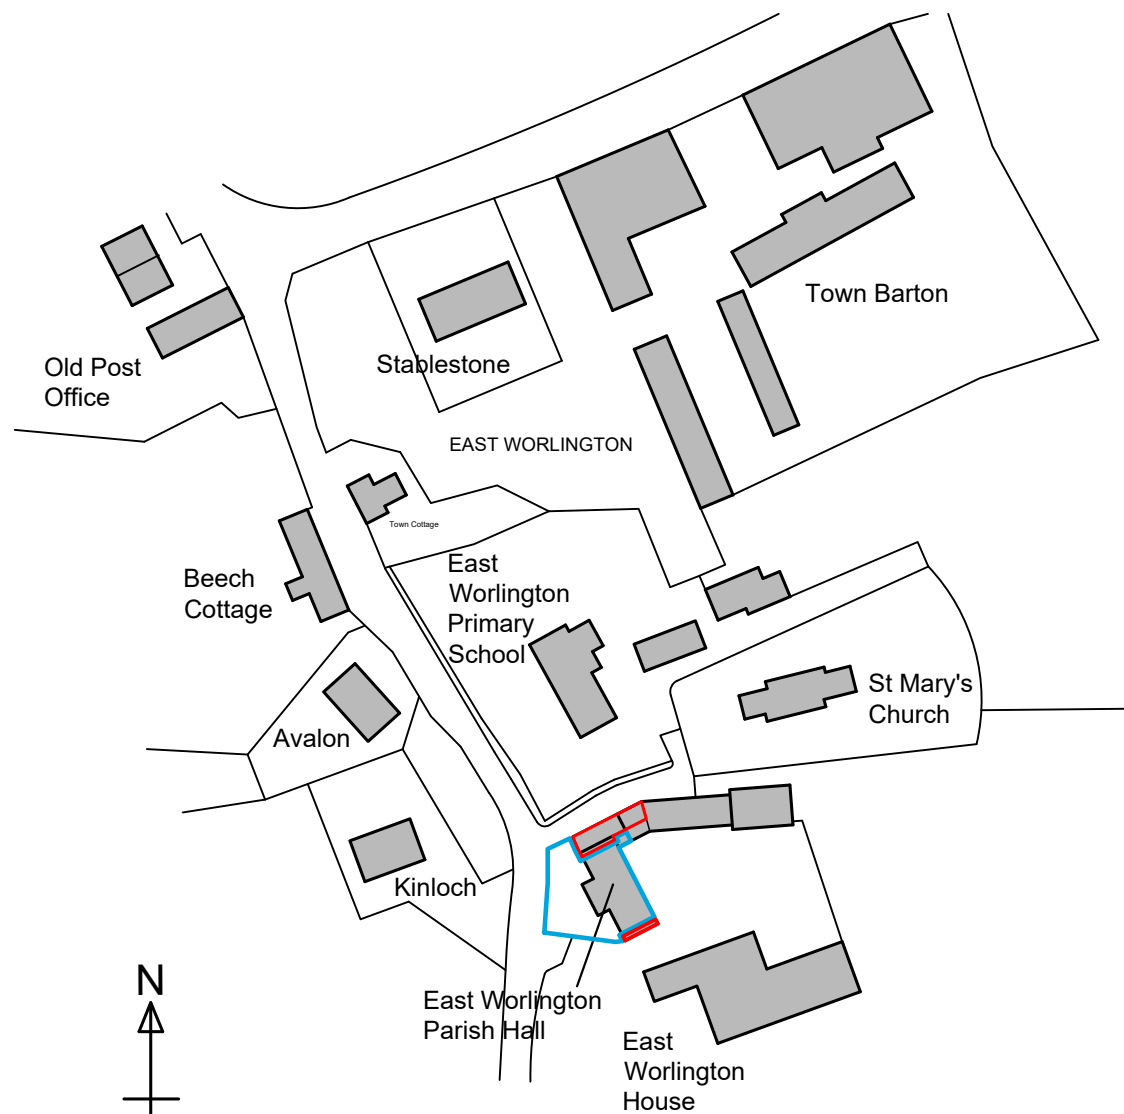 Town Barton
Old Post
Office
Stablestone
EAST WORLINGTON
Town Cottage
East
Worlington
Primary
School
Beech
Cottage
St Mary's
Church
Avalon
Kinloch
N
East Worlington
Parish Hall
East
Worlington
House